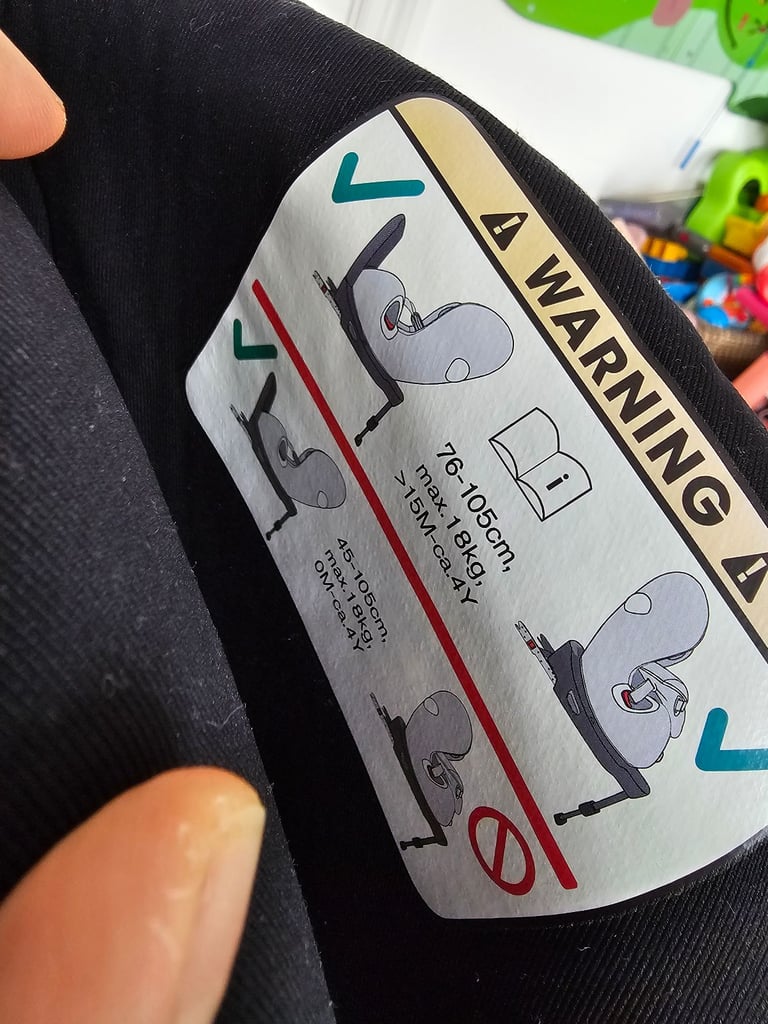 WARNING
i
76-105cm,
max.18kg,
>15M-ca.4Y
45-105cm,
max.18kg,
0M-ca.4Y